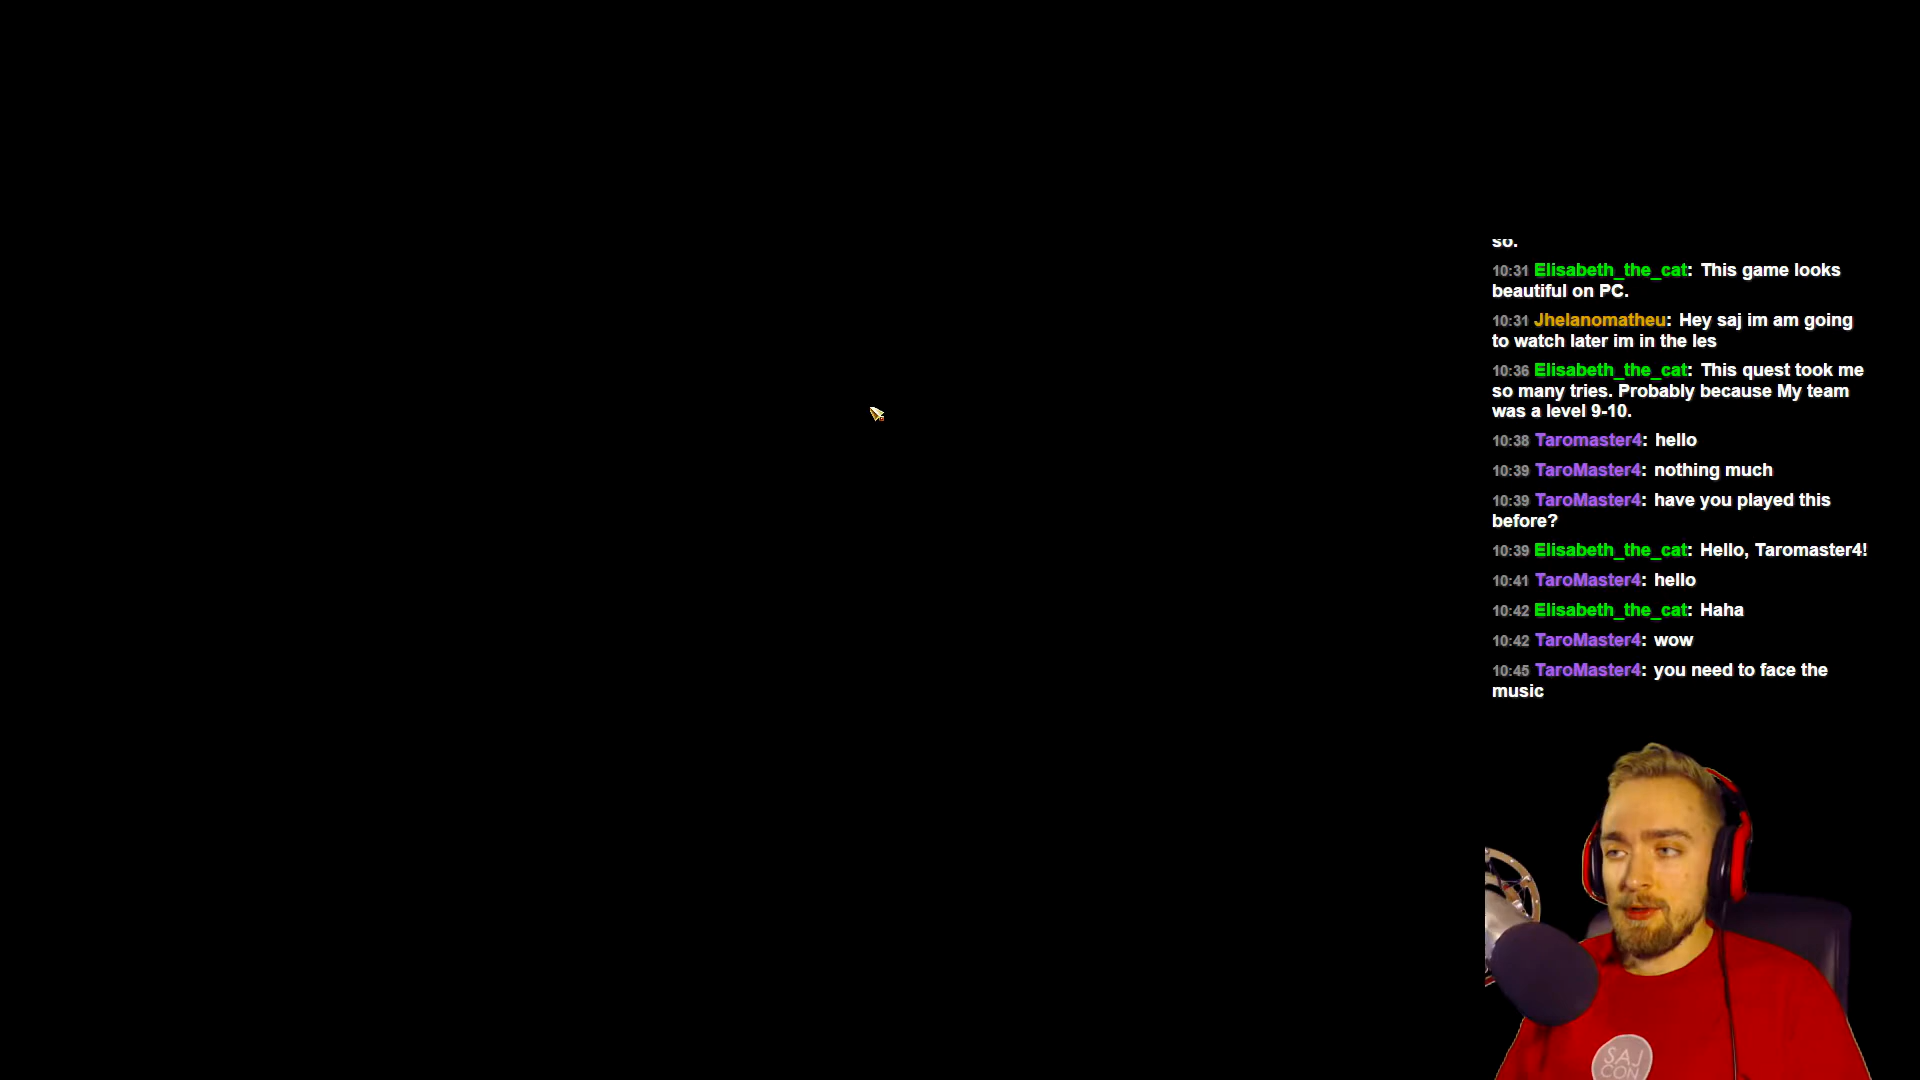 so.
10:31 Elisabeth_the_cat: This game looks
beautiful on PC.
10:31 Jhelanomatheu: Hey saj im am going
to watch later im in the les
10:36 Elisabeth_the_cat: This quest took me
so many tries. Probably because My team
was a level 9-10.
10:38 Taromaster4: hello
10:39 TaroMaster4: nothing much
10:39 TaroMaster4: have you played this
before?
10:39 Elisabeth_the_cat: Hello, Taromaster4!
10:41 TaroMaster4: hello
10:42 Elisabeth_the_cat: Haha
10:42 TaroMaster4: wow
10:45 TaroMaster4: you need to face the
music
SAJ
CON